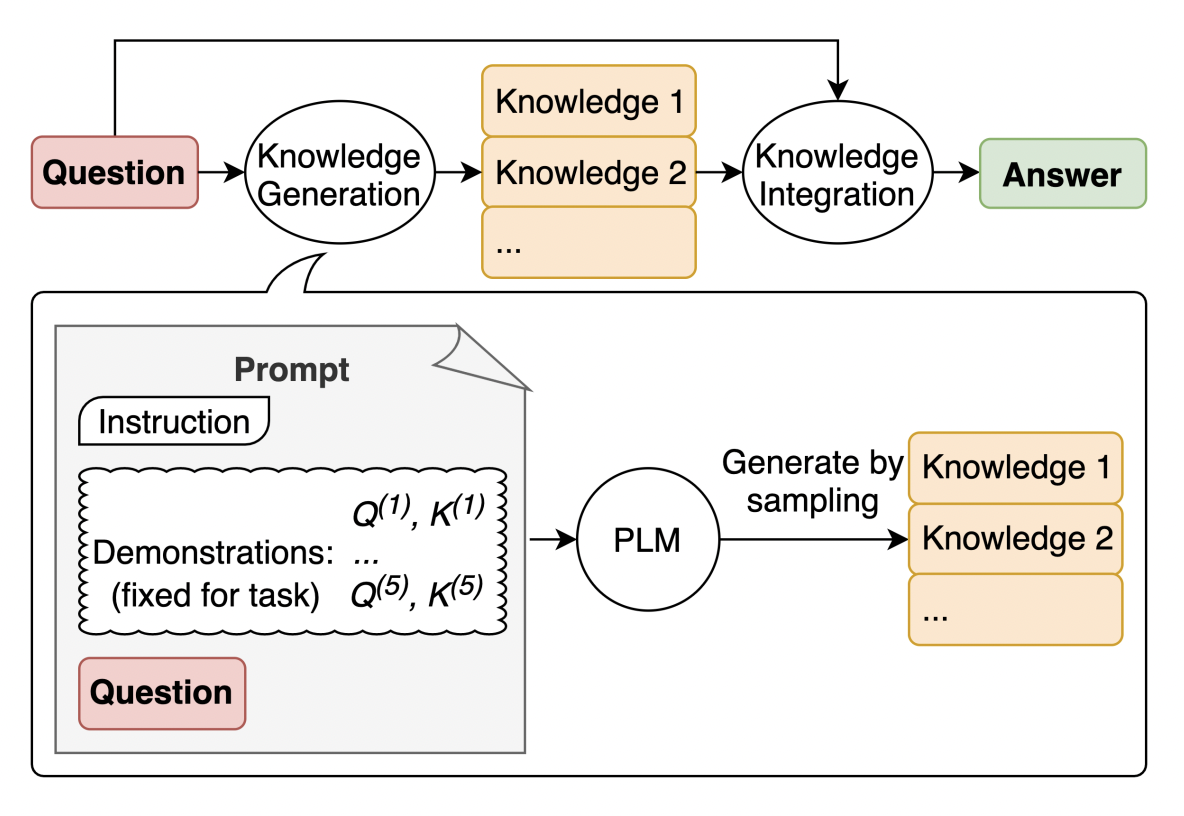 Question
Knowledge
Generation
Knowledge 1
Knowledge 2
...
Knowledge
Integration
Answer
Prompt
Instruction
Demonstrations:
(fixed for task)
Q(1), K(1)
...
Q(5), K(5)
Question
PLM
Generate by
sampling
Knowledge 1
Knowledge 2
...